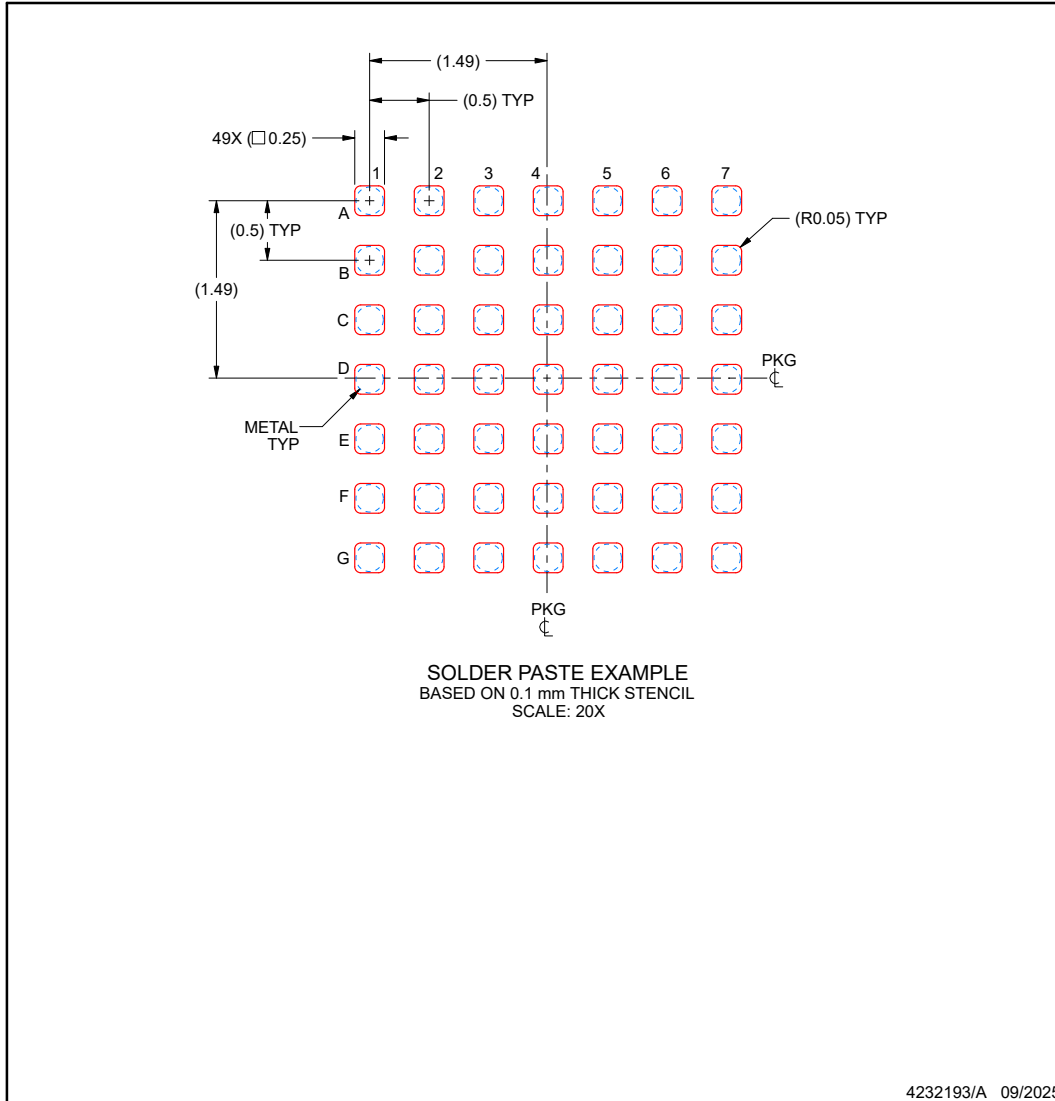 (1.49)
(0.5) TYP
49X (□ 0.25)
1 2 3 4 5 6 7
A
(R0.05) TYP
(0.5) TYP
B
(1.49)
C
D
PKG
℄
METAL
TYP
E
F
G
PKG
℄
SOLDER PASTE EXAMPLE
BASED ON 0.1 mm THICK STENCIL
SCALE: 20X
4232193/A 09/2025